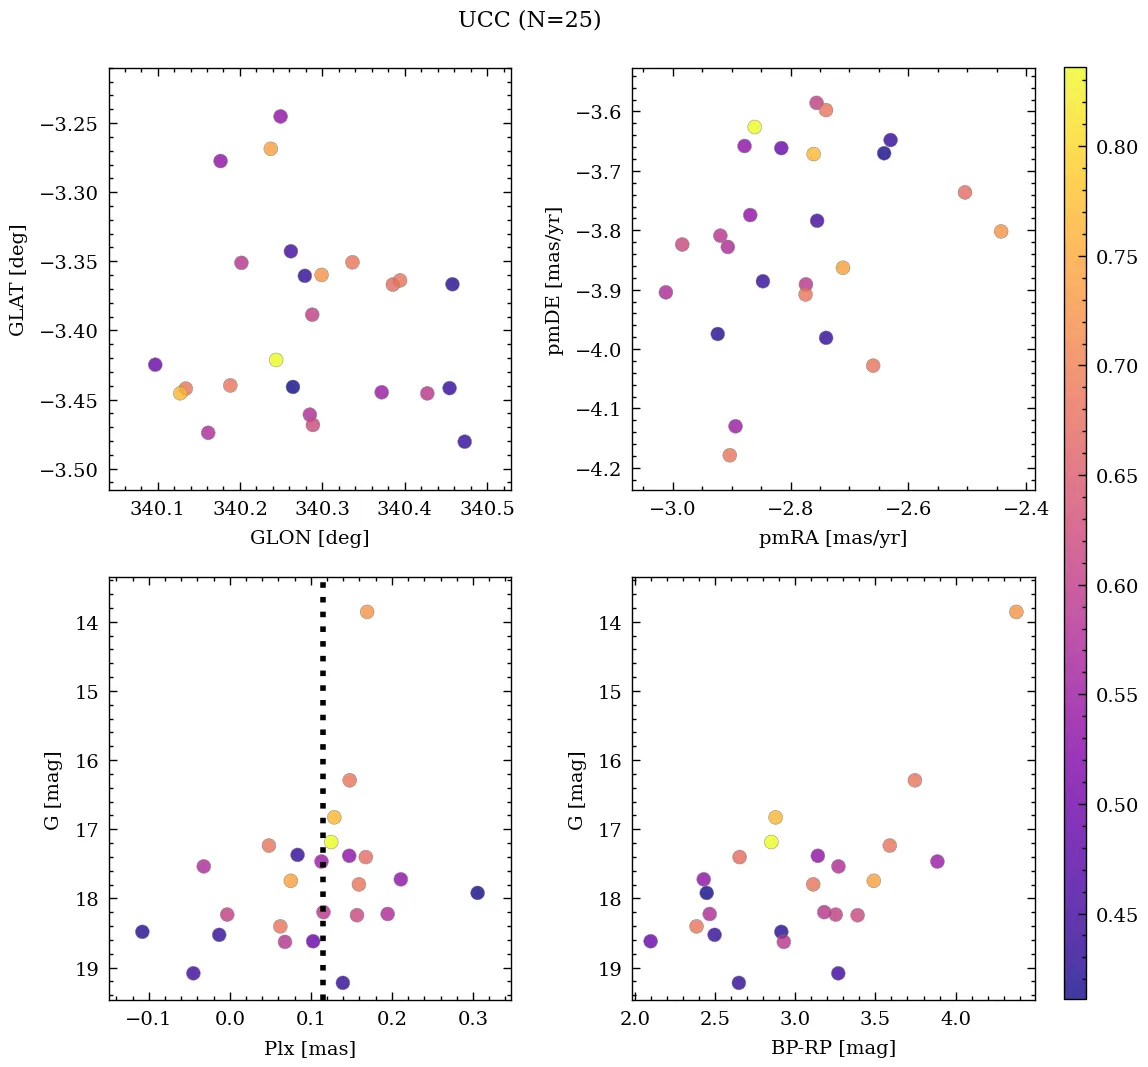 UCC (N=25)
−3.25
−3.30
−3.35
−3.40
−3.45
−3.50
GLAT [deg]
340.1 340.2 340.3 340.4 340.5
GLON [deg]
−3.6
−3.7
−3.8
−3.9
−4.0
−4.1
−4.2
pmDE [mas/yr]
−3.0 −2.8 −2.6 −2.4
pmRA [mas/yr]
14
15
16
17
18
19
G [mag]
−0.1 0.0 0.1 0.2 0.3
Plx [mas]
14
15
16
17
18
19
G [mag]
2.0 2.5 3.0 3.5 4.0
BP-RP [mag]
0.80
0.75
0.70
0.65
0.60
0.55
0.50
0.45